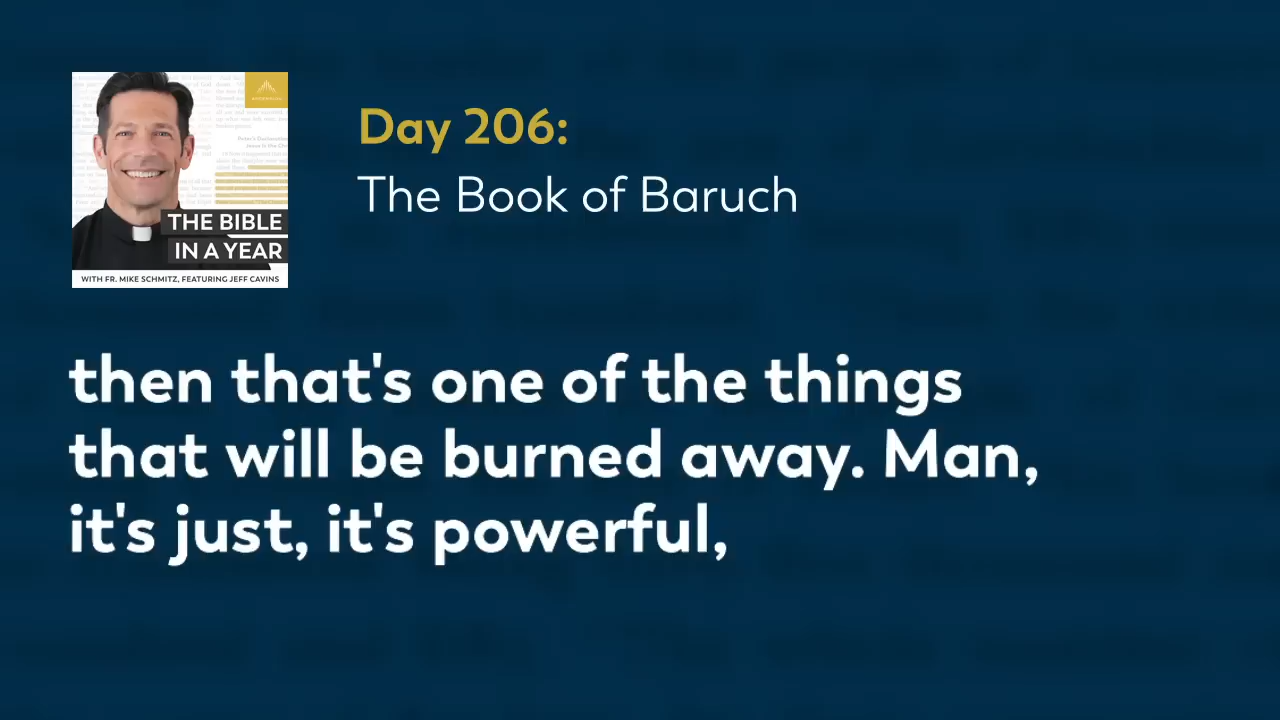 Day 206:
The Book of Baruch
THE BIBLE
IN A YEAR
WITH FR. MIKE SCHMITZ, FEATURING JEFF CAVINS
then that's one of the things
that will be burned away. Man,
it's just, it's powerful,